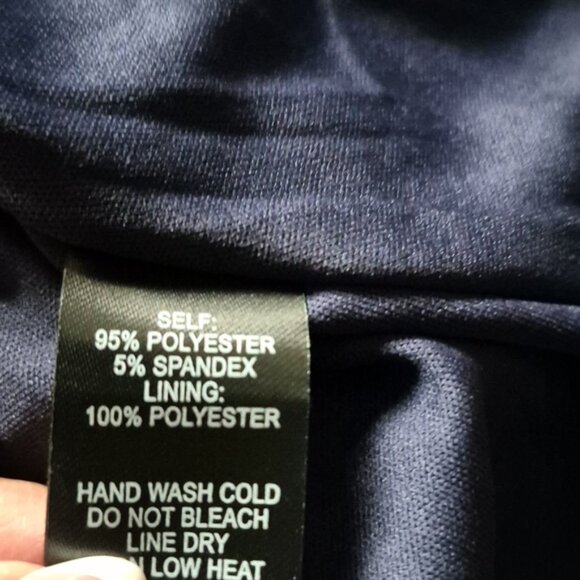 SELF:
95% POLYESTER
5% SPANDEX
LINING:
100% POLYESTER
HAND WASH COLD
DO NOT BLEACH
LINE DRY
LOW HEAT